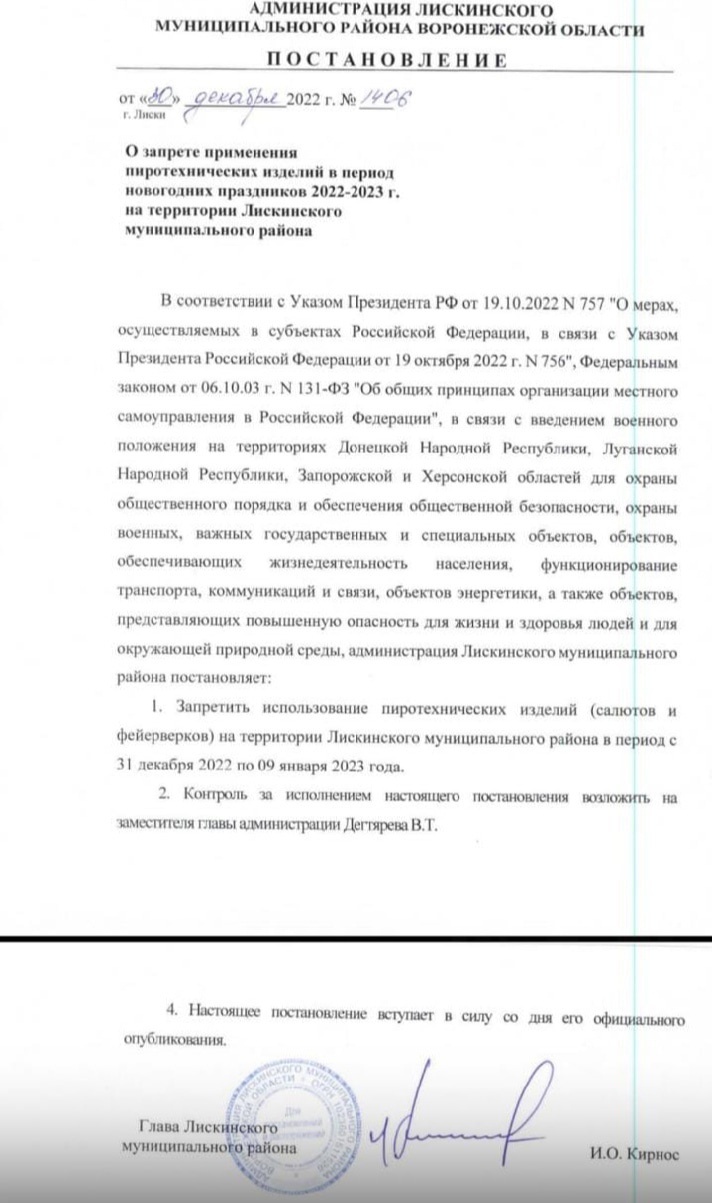 АДМИНИСТРАЦИЯ ЛИСКИНСКОГО
МУНИЦИПАЛЬНОГО РАЙОНА ВОРОНЕЖСКОЙ ОБЛАСТИ
П О С Т А Н О В Л Е Н И Е
от «30» декабря 2022 г. № 1406
г. Лиски
О запрете применения
пиротехнических изделий в период
новогодних праздников 2022-2023 г.
на территории Лискинского
муниципального района
В соответствии с Указом Президента РФ от 19.10.2022 N 757 "О мерах,
осуществляемых в субъектах Российской Федерации, в связи с Указом
Президента Российской Федерации от 19 октября 2022 г. N 756", Федеральным
законом от 06.10.03 г. N 131-ФЗ "Об общих принципах организации местного
самоуправления в Российской Федерации", в связи с введением военного
положения на территориях Донецкой Народной Республики, Луганской
Народной Республики, Запорожской и Херсонской областей для охраны
общественного порядка и обеспечения общественной безопасности, охраны
военных, важных государственных и специальных объектов, объектов,
обеспечивающих жизнедеятельность населения, функционирование
транспорта, коммуникаций и связи, объектов энергетики, а также объектов,
представляющих повышенную опасность для жизни и здоровья людей и для
окружающей природной среды, администрация Лискинского муниципального
района постановляет:
1. Запретить использование пиротехнических изделий (салютов и
фейерверков) на территории Лискинского муниципального района в период с
31 декабря 2022 по 09 января 2023 года.
2. Контроль за исполнением настоящего постановления возложить на
заместителя главы администрации Дегтярева В.Т.
4. Настоящее постановление вступает в силу со дня его официального
опубликования.
Глава Лискинского
муниципального района
И.О. Кирнос